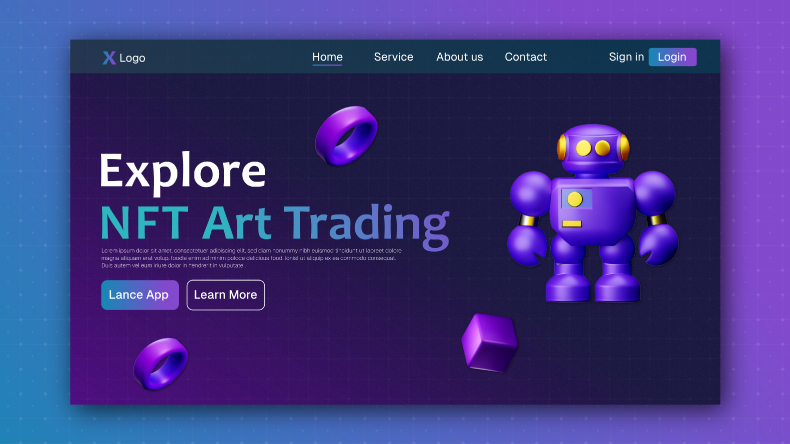 X Logo
Home Service About us Contact
Sign in Login
Explore
NFT Art Trading
Lorem ipsum dolor sit amet, consectetuer adipiscing elit, sed diam nonummy nibh euismod tincidunt ut laoreet dolore
magna aliquam erat volup.
Duis autem vel eum iriure dolor in hendrerit in vulputate.
Lance App Learn More